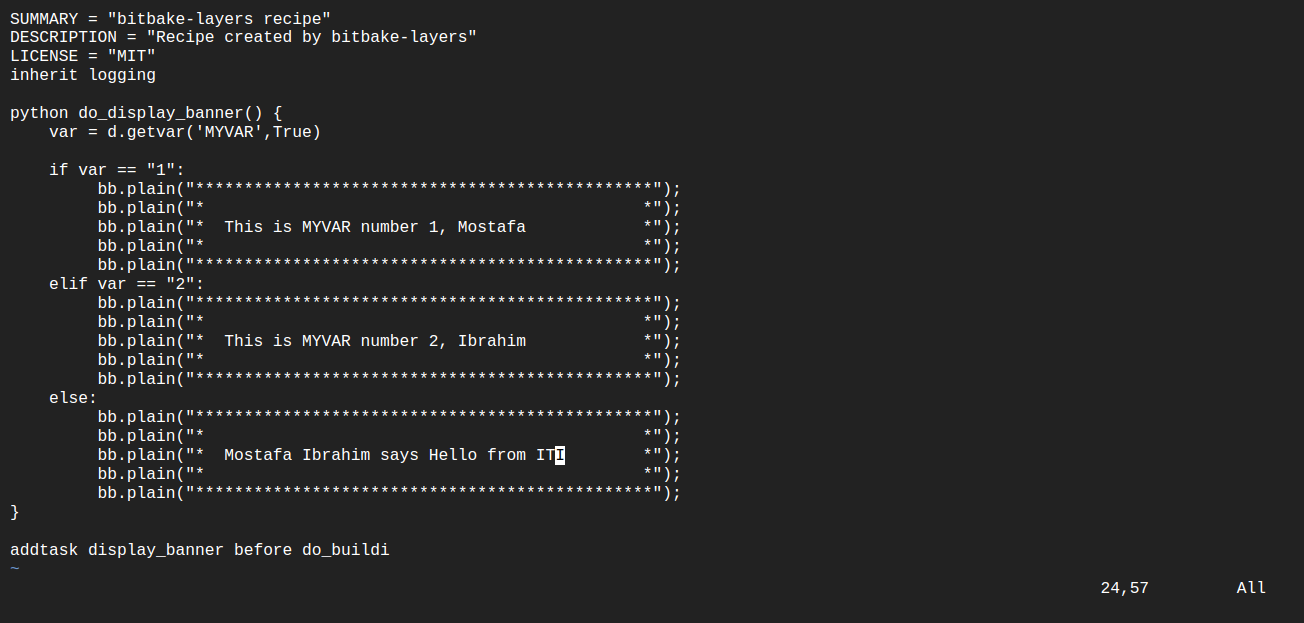 SUMMARY = "bitbake-layers recipe"
DESCRIPTION = "Recipe created by bitbake-layers"
LICENSE = "MIT"
inherit logging

python do_display_banner() {
    var = d.getvar('MYVAR',True)

    if var == "1":
         bb.plain("***********************************************");
         bb.plain("*                                             *");
         bb.plain("*  This is MYVAR number 1, Mostafa            *");
         bb.plain("*                                             *");
         bb.plain("***********************************************");
    elif var == "2":
         bb.plain("***********************************************");
         bb.plain("*                                             *");
         bb.plain("*  This is MYVAR number 2, Ibrahim            *");
         bb.plain("*                                             *");
         bb.plain("***********************************************");
    else:
         bb.plain("***********************************************");
         bb.plain("*                                             *");
         bb.plain("*  Mostafa Ibrahim says Hello from ITI        *");
         bb.plain("*                                             *");
         bb.plain("***********************************************");
}

addtask display_banner before do_buildi
~
24,57         All